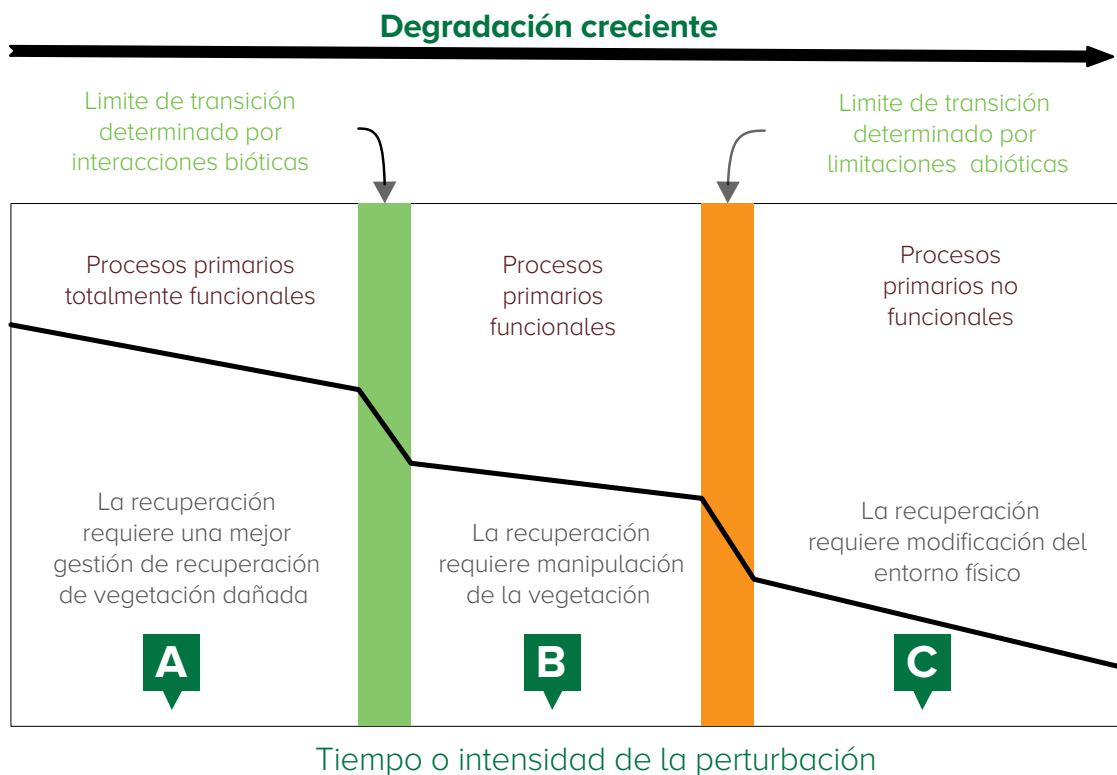 Degradación creciente
Limite de transición
determinado por
interacciones bióticas
Limite de transición
determinado por
limitaciones abióticas
Procesos primarios
totalmente funcionales
Procesos
primarios
funcionales
Procesos
primarios no
funcionales
La recuperación
requiere una mejor
gestión de recuperación
de vegetación dañada
La recuperación
requiere manipulación
de la vegetación
La recuperación
requiere modificación del
entorno físico
A
B
C
Tiempo o intensidad de la perturbación